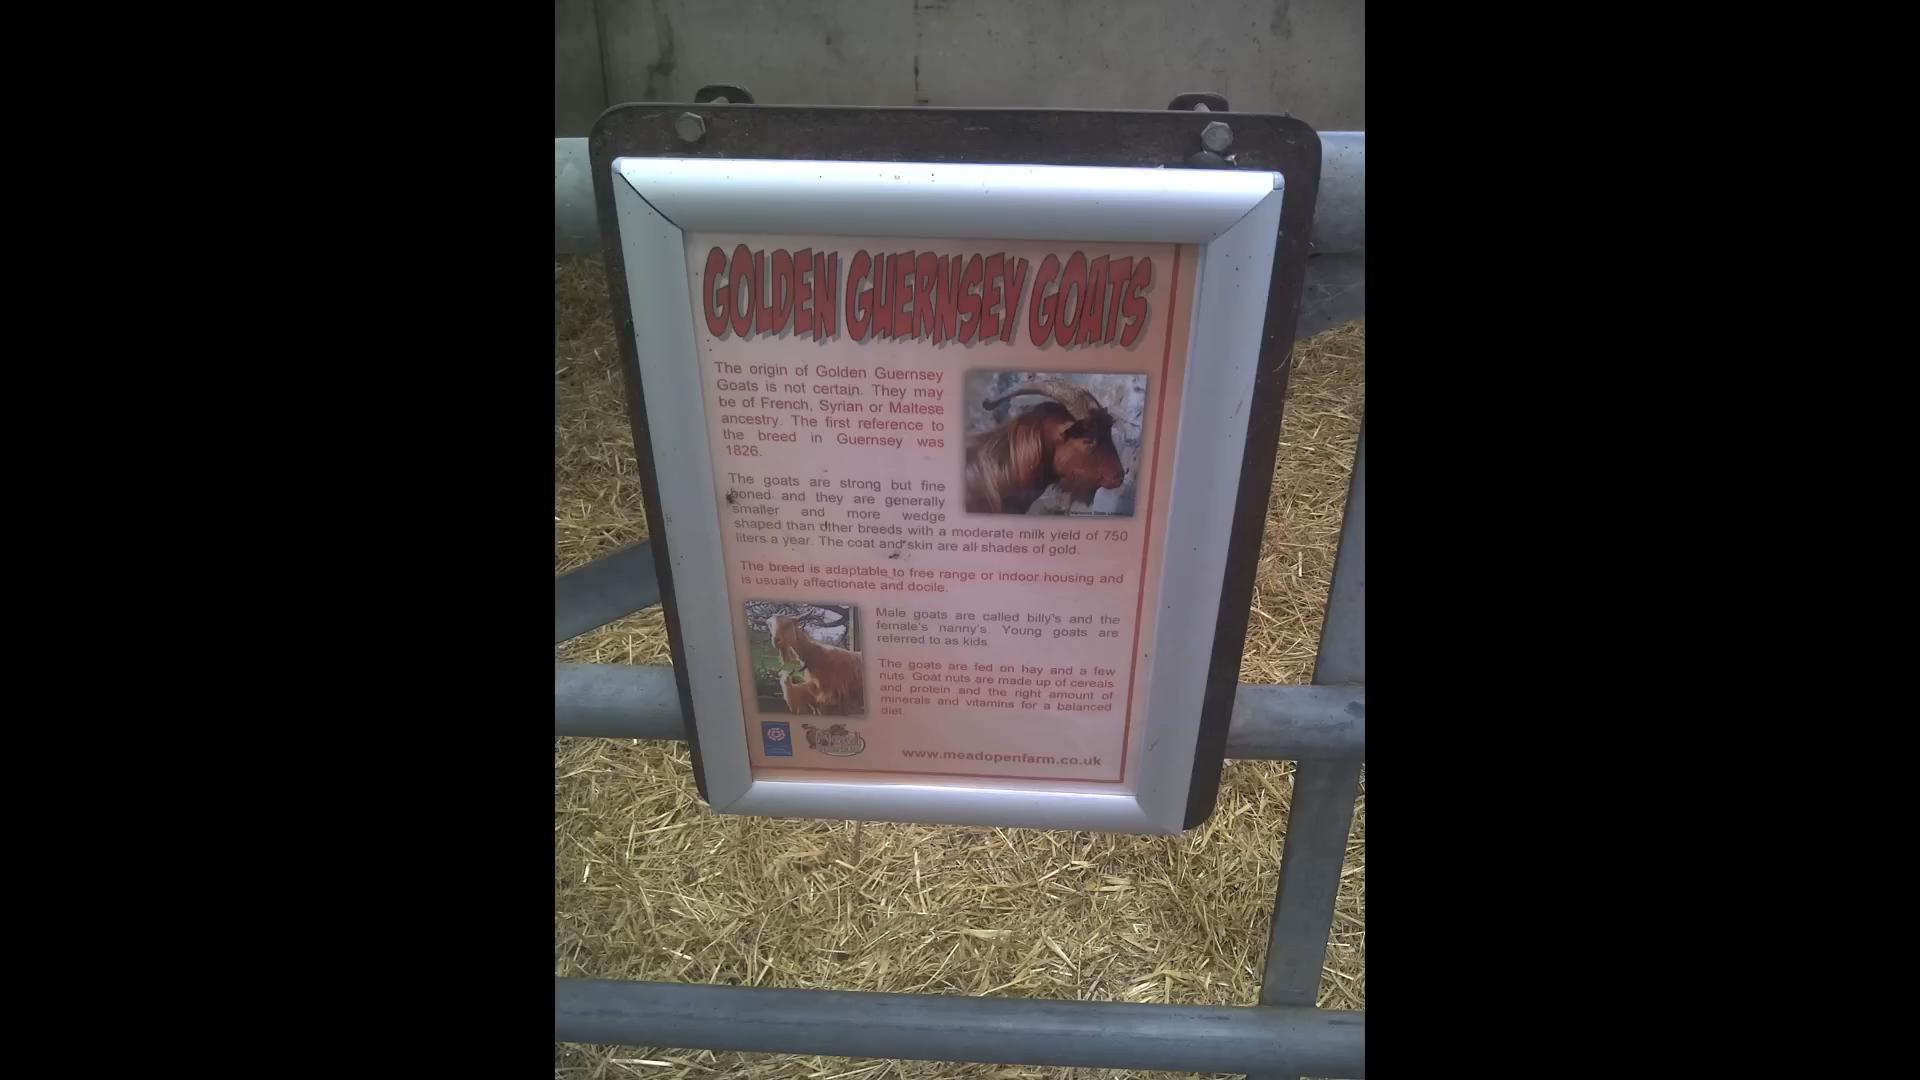 GOLDEN GUERNSEY GOATS
The origin of Golden Guernsey
Goats is not certain. They may
be of French, Syrian or Maltese
ancestry. The first reference to
the breed in Guernsey was
1826.
The goats are strong but fine
boned and they are generally
smaller and more wedge
shaped than other breeds with a moderate milk yield of 750
liters a year. The coat and skin are all shades of gold.
The breed is adaptable to free range or indoor housing and
is usually affectionate and docile.
Male goats are called billy's and the
female's nanny's. Young goats are
referred to as kids.
The goats are fed on hay and a few
nuts. Goat nuts are made up of cereals
and protein and the right amount of
minerals and vitamins for a balanced
diet.
Mead
www.meadopenfarm.co.uk